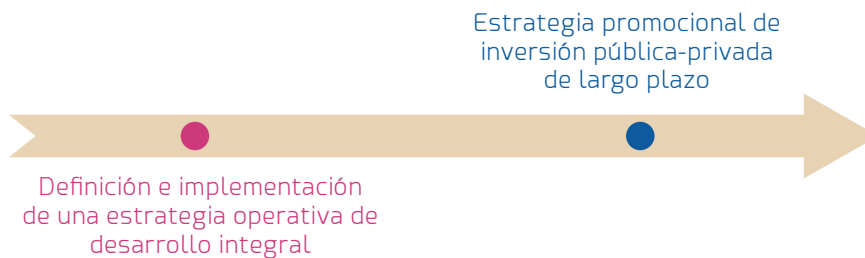 Estrategia promocional de
inversión pública-privada
de largo plazo
Definición e implementación
de una estrategia operativa de
desarrollo integral